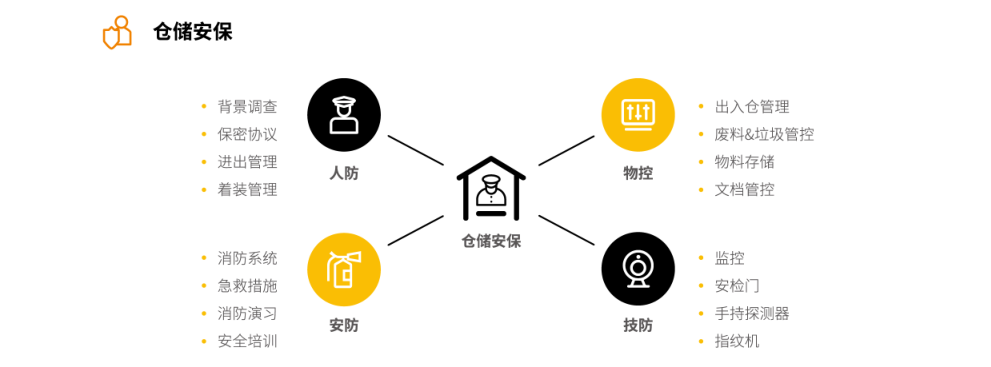 仓储安保
背景调查
保密协议
进出管理
着装管理
人防
物控
出入仓管理
废料&垃圾管控
物料存储
文档管控
仓储安保
消防系统
急救措施
消防演习
安全培训
安防
技防
监控
安检门
手持探测器
指纹机